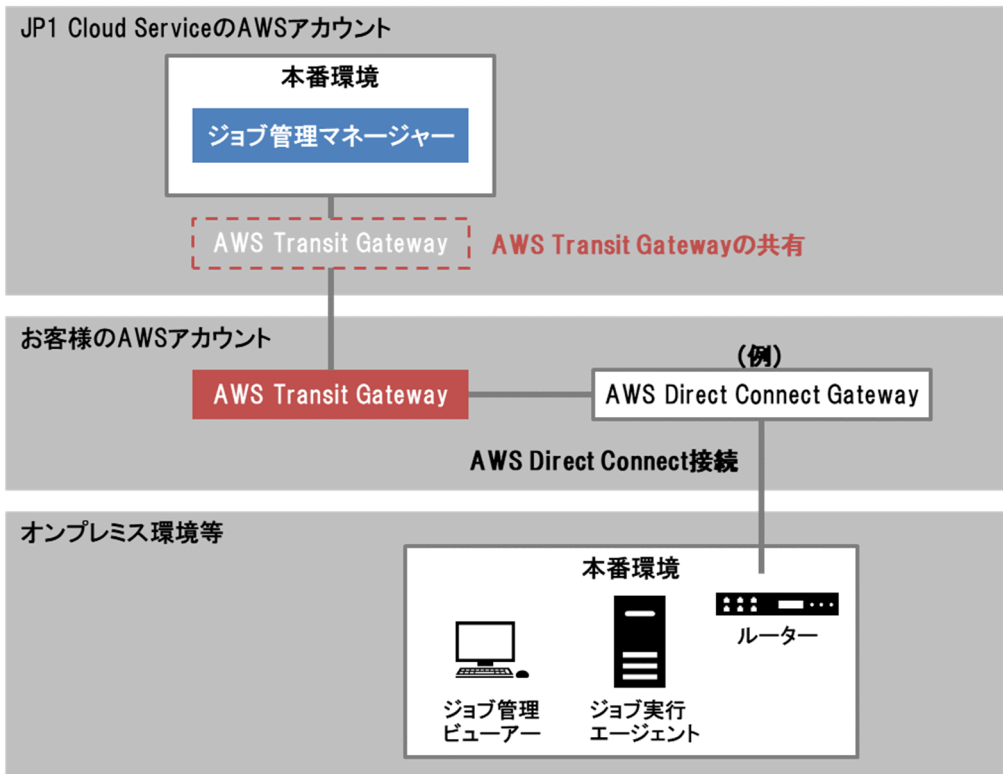 JP1 Cloud ServiceのAWSアカウント
本番環境
ジョブ管理マネージャー
AWS Transit Gateway
AWS Transit Gatewayの共有
お客様のAWSアカウント
(例)
AWS Transit Gateway
AWS Direct Connect Gateway
AWS Direct Connect接続
オンプレミス環境等
本番環境
ルーター
ジョブ管理
ビューアー
ジョブ実行
エージェント